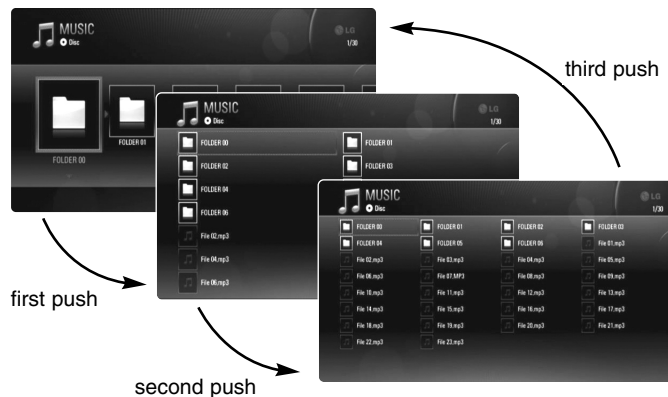 MUSIC
Disc
LG
1/30
FOLDER 00
FOLDER 01
third push
MUSIC
Disc
LG
1/30
FOLDER 00 FOLDER 01
FOLDER 02 FOLDER 03
FOLDER 04
FOLDER 06
File 02.mp3
File 04.mp3
File 06.mp3
MUSIC
Disc
LG
1/30
FOLDER 00 FOLDER 01 FOLDER 02 FOLDER 03
FOLDER 04 FOLDER 05 FOLDER 06 File 01.mp3
File 02.mp3 File 03.mp3 File 04.mp3 File 05.mp3
File 06.mp3 File 07.MP3 File 08.mp3 File 09.mp3
File 10.mp3 File 11.mp3 File 12.mp3 File 13.mp3
File 14.mp3 File 15.mp3 File 16.mp3 File 17.mp3
File 18.mp3 File 19.mp3 File 20.mp3 File 21.mp3
File 22.mp3 File 23.mp3
first push
second push